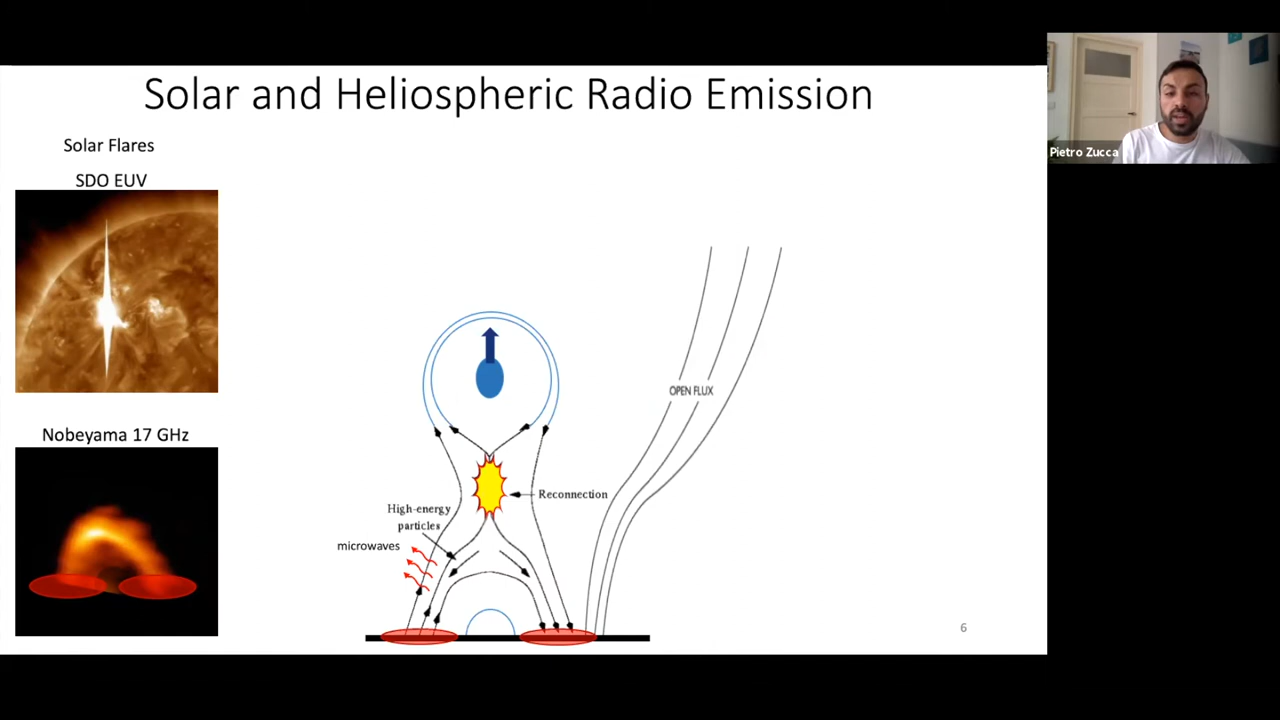 Solar and Heliospheric Radio Emission
Pietro Zucca
Solar Flares
SDO EUV
Nobeyama 17 GHz
OPEN FLUX
Reconnection
High-energy
particles
microwaves
6